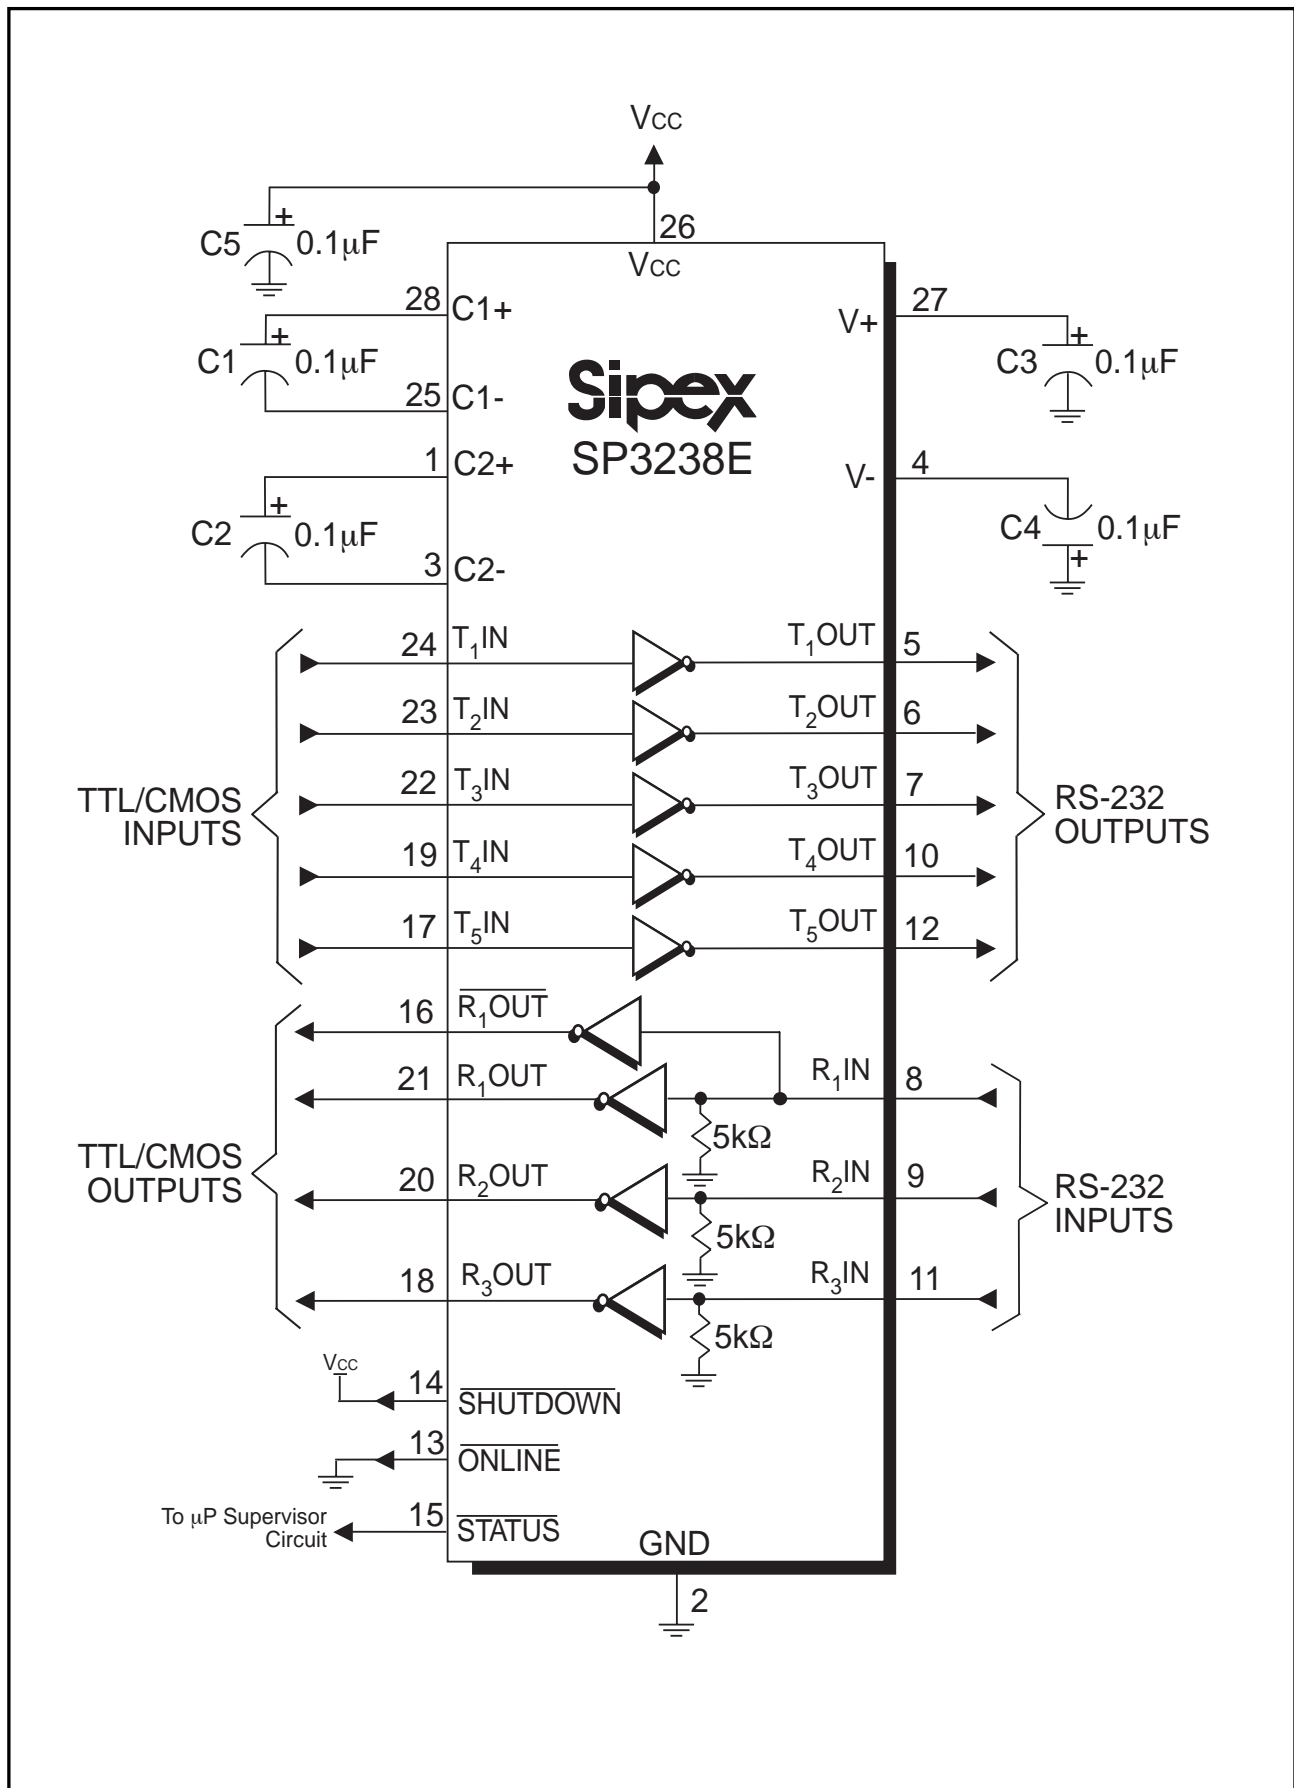 VCC
26
VCC
C5
+
0.1μF
28
C1+
C1
+
0.1μF
25
C1-
1
C2+
C2
+
0.1μF
3
C2-
Sipex
SP3238E
V+
27
C3
+
0.1μF
V-
4
C4
0.1μF
+
24
T1IN
T1OUT
5
23
T2IN
T2OUT
6
22
T3IN
T3OUT
7
19
T4IN
T4OUT
10
17
T5IN
T5OUT
12
TTL/CMOS
INPUTS
RS-232
OUTPUTS
16
R1OUT
21
R1OUT
R1IN
8
5kΩ
20
R2OUT
R2IN
9
5kΩ
18
R3OUT
R3IN
11
5kΩ
TTL/CMOS
OUTPUTS
RS-232
INPUTS
VCC
14
SHUTDOWN
13
ONLINE
To μP Supervisor
Circuit
15
STATUS
GND
2